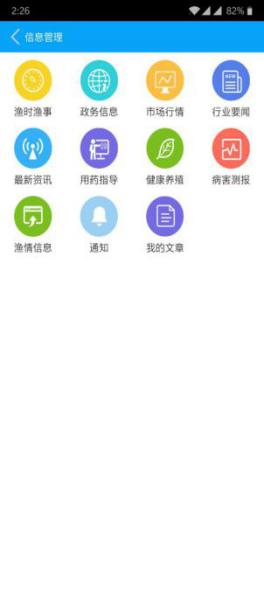 2:26
82%
信息管理
NEW
渔时渔事
政务信息
市场行情
行业要闻
最新资讯
用药指导
健康养殖
病害测报
渔情信息
通知
我的文章